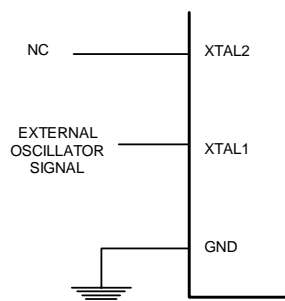 NC
XTAL2
EXTERNAL
OSCILLATOR
SIGNAL
XTAL1
GND